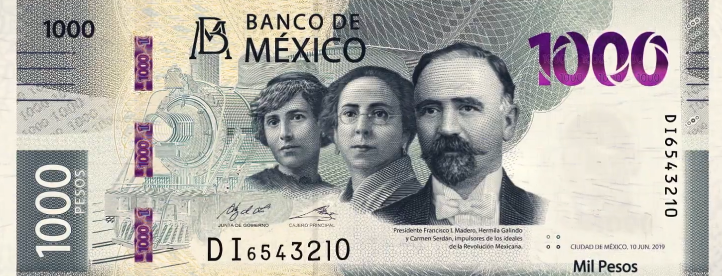 1000
BANCO DE
MÉXICO
1000
DI6543210
1000
PESOS
JUNTA DE GOBIERNO
CAJERO PRINCIPAL
Presidente Francisco I. Madero, Hermila Galindo
y Carmen Serdán, impulsores de los ideales
de la Revolución Mexicana.
CIUDAD DE MÉXICO, 10 JUN. 2019
DI6543210
Mil Pesos